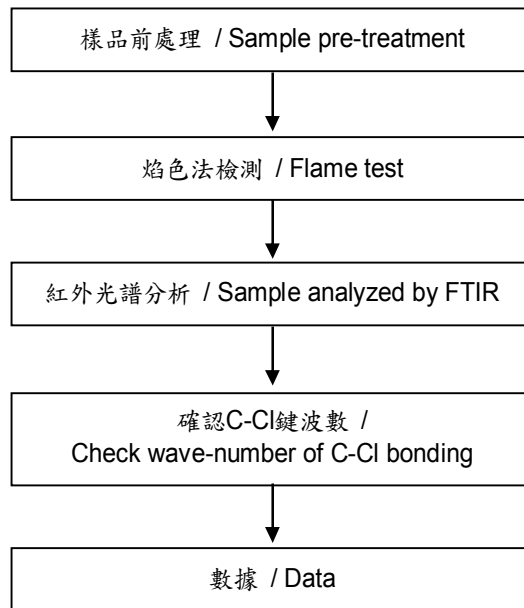 樣品前處理 / Sample pre-treatment
焰色法檢測 / Flame test
紅外光譜分析 / Sample analyzed by FTIR
確認C-Cl鍵波數 /
Check wave-number of C-Cl bonding
數據 / Data